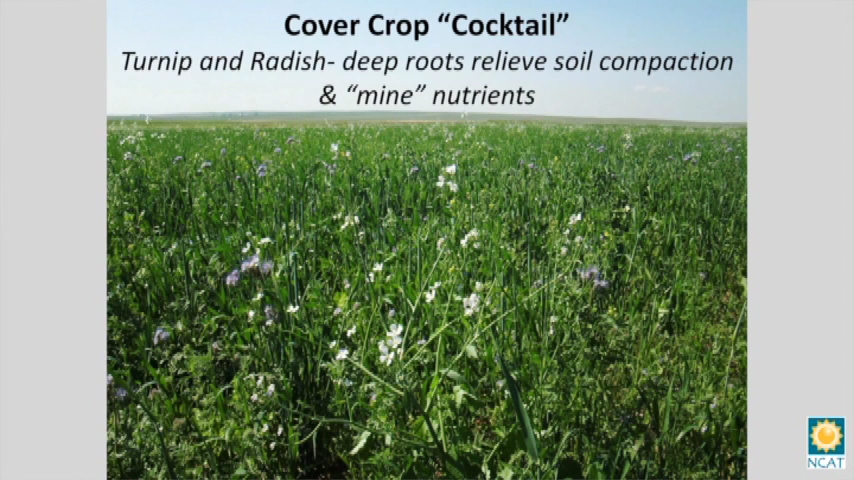 Cover Crop “Cocktail”
Turnip and Radish- deep roots relieve soil compaction
& “mine” nutrients
NCAT